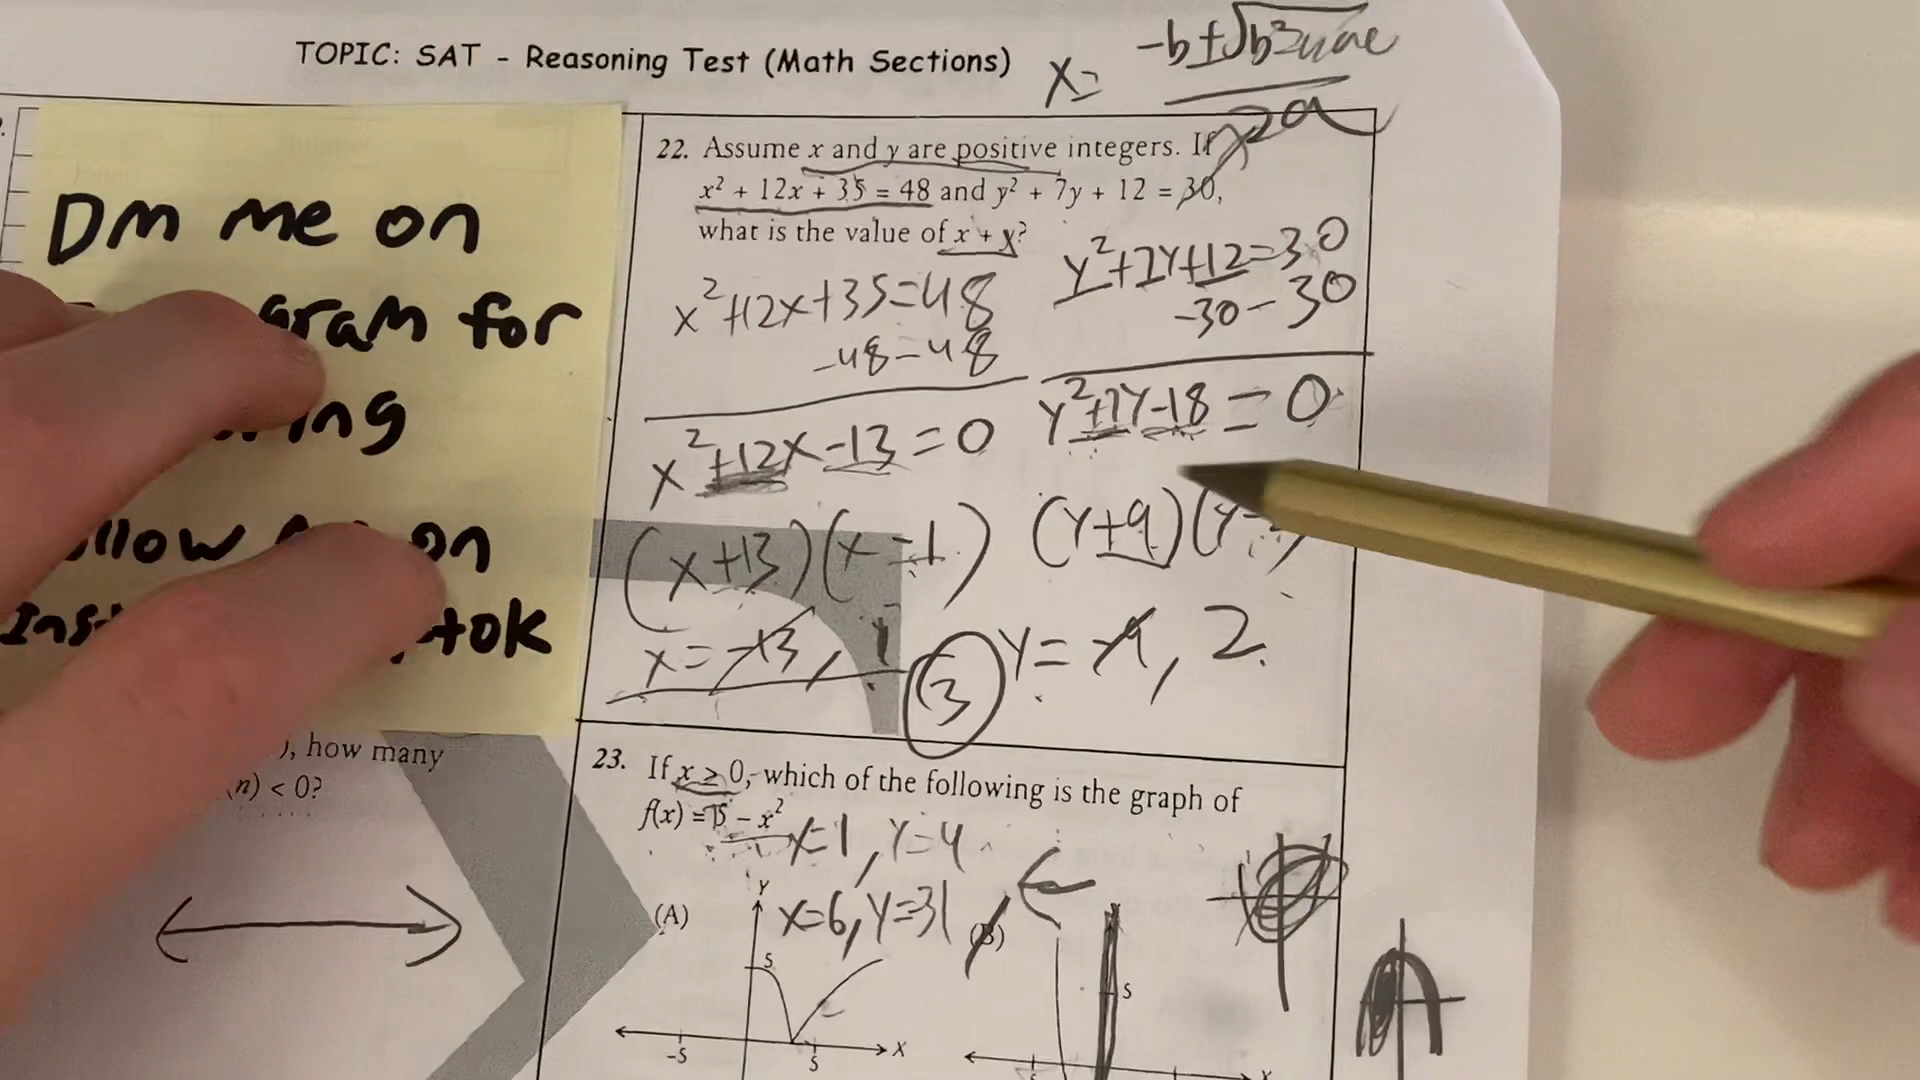 TOPIC: SAT - Reasoning Test (Math Sections)
x = -b ± √b²-4ac
2a
Dm me on
gram for
ing
llow on
Ins tok
), how many
(n) < 0?
22. Assume x and y are positive integers. If
x² + 12x + 35 = 48 and y² + 7y + 12 = 30,
what is the value of x + y?
x²+12x+35=48
-48-48
x²+12x-13=0
(x+13)(x-1)
x=-13, 1
y²+7y+12=30
-30-30
y²+7y-18=0
(y+9)(y-
y=-9, 2.
3
23. If x ≥ 0, which of the following is the graph of
f(x) = 5 - x²
x=1, y=4
x=6, y=31
(A)
y
5
-5
5
x
(B)
5
x